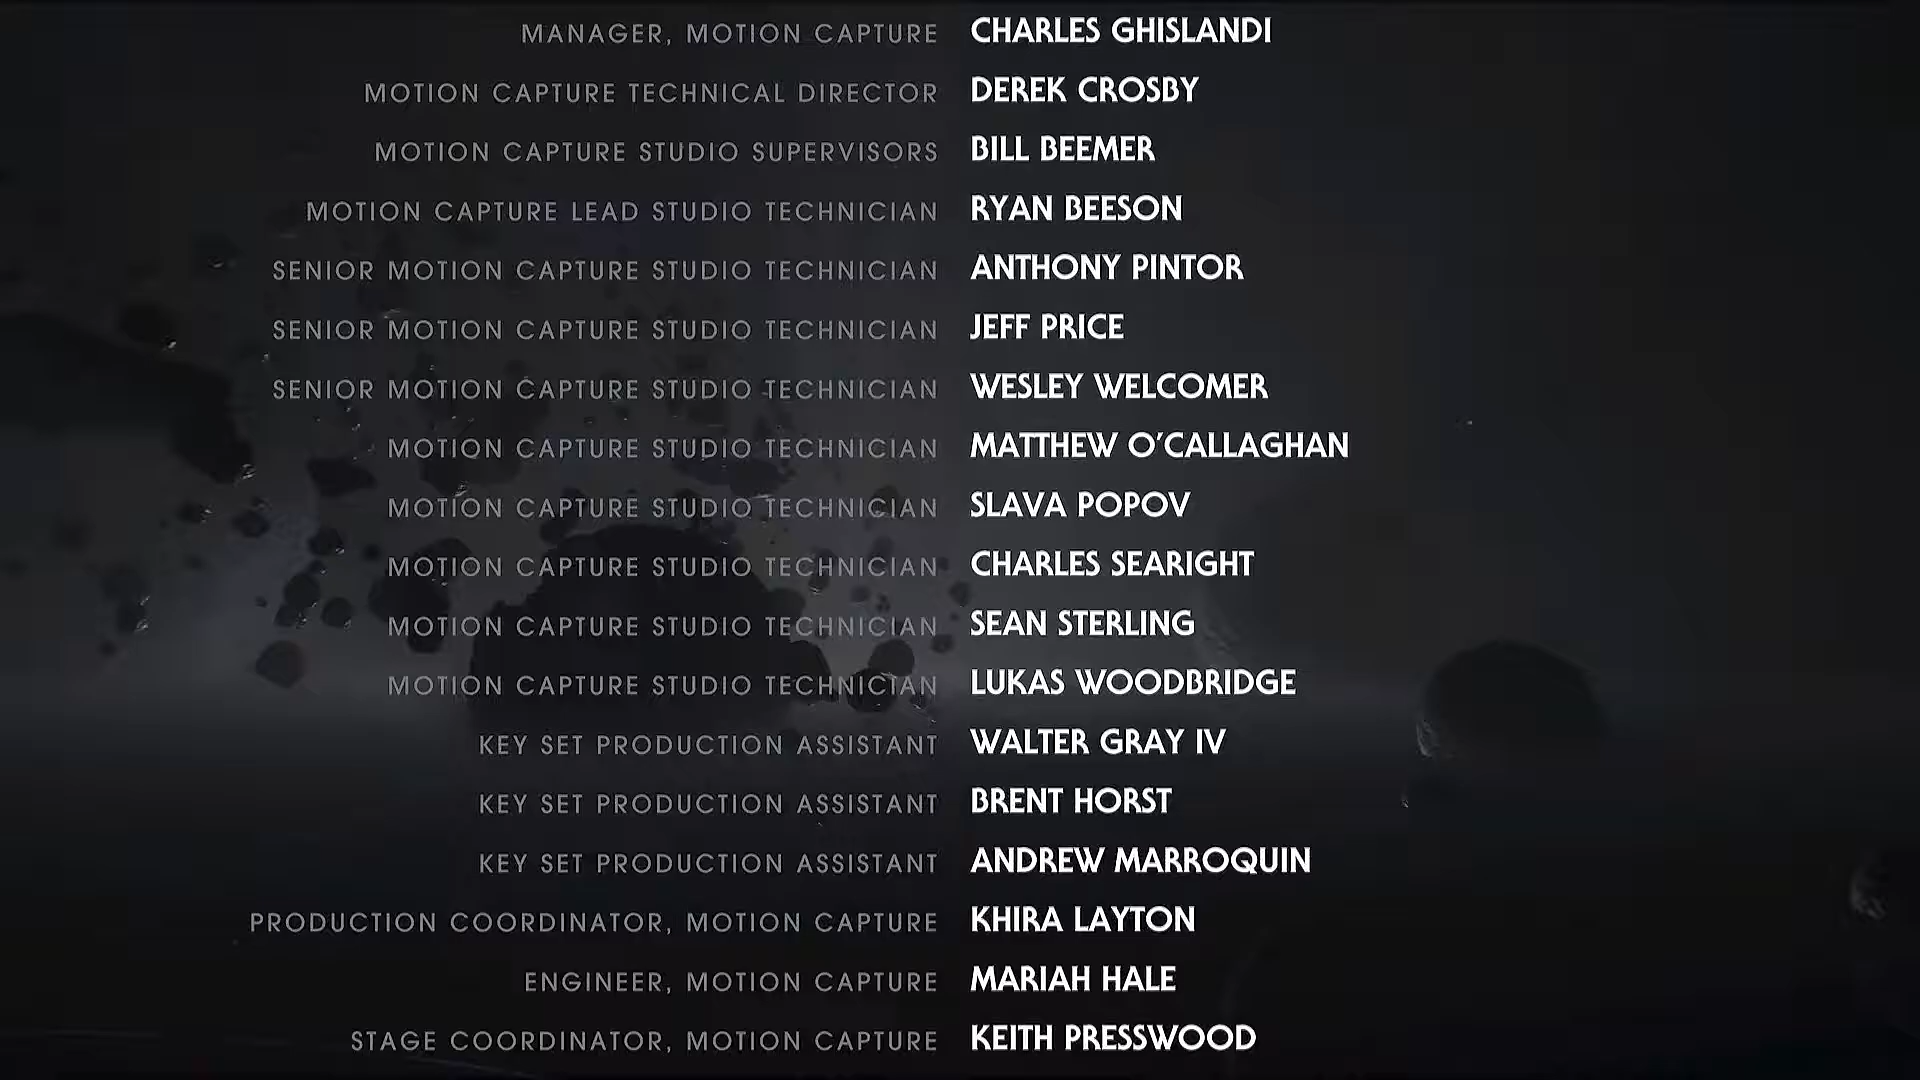 MANAGER, MOTION CAPTURE CHARLES GHISLANDI
MOTION CAPTURE TECHNICAL DIRECTOR DEREK CROSBY
MOTION CAPTURE STUDIO SUPERVISORS BILL BEEMER
MOTION CAPTURE LEAD STUDIO TECHNICIAN RYAN BEESON
SENIOR MOTION CAPTURE STUDIO TECHNICIAN ANTHONY PINTOR
SENIOR MOTION CAPTURE STUDIO TECHNICIAN JEFF PRICE
SENIOR MOTION CAPTURE STUDIO TECHNICIAN WESLEY WELCOMER
MOTION CAPTURE STUDIO TECHNICIAN MATTHEW O'CALLAGHAN
MOTION CAPTURE STUDIO TECHNICIAN SLAVA POPOV
MOTION CAPTURE STUDIO TECHNICIAN CHARLES SEARIGHT
MOTION CAPTURE STUDIO TECHNICIAN SEAN STERLING
MOTION CAPTURE STUDIO TECHNICIAN LUKAS WOODBRIDGE
KEY SET PRODUCTION ASSISTANT WALTER GRAY IV
KEY SET PRODUCTION ASSISTANT BRENT HORST
KEY SET PRODUCTION ASSISTANT ANDREW MARROQUIN
PRODUCTION COORDINATOR, MOTION CAPTURE KHIRA LAYTON
ENGINEER, MOTION CAPTURE MARIAH HALE
STAGE COORDINATOR, MOTION CAPTURE KEITH PRESSWOOD